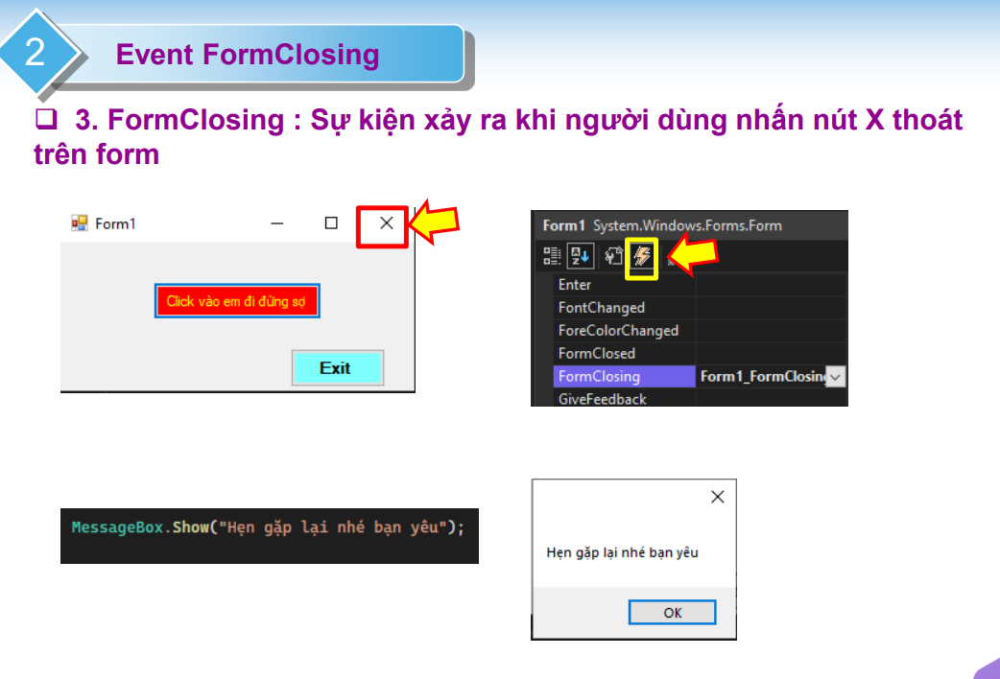 2
Event FormClosing
❑ 3. FormClosing : Sự kiện xảy ra khi người dùng nhấn nút X thoát
trên form
Form1
Click vào em đi đừng sợ
Exit
Form1 System.Windows.Forms.Form
Enter
FontChanged
ForeColorChanged
FormClosed
FormClosing Form1_FormClosing
GiveFeedback
MessageBox.Show("Hẹn gặp lại nhé bạn yêu");
Hẹn gặp lại nhé bạn yêu
OK